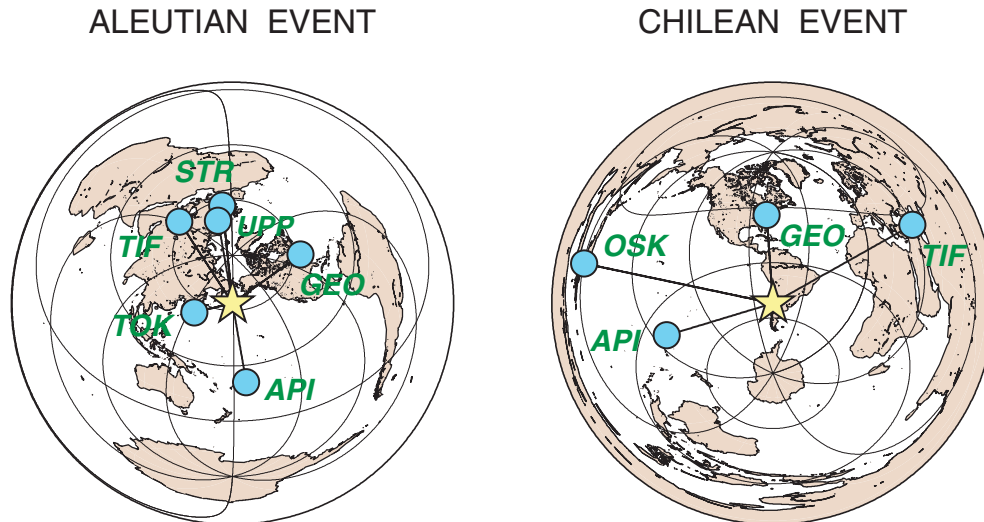 ALEUTIAN EVENT
STR
UPP
TIF
GEO
TOK
API
CHILEAN EVENT
OSK
GEO
TIF
API